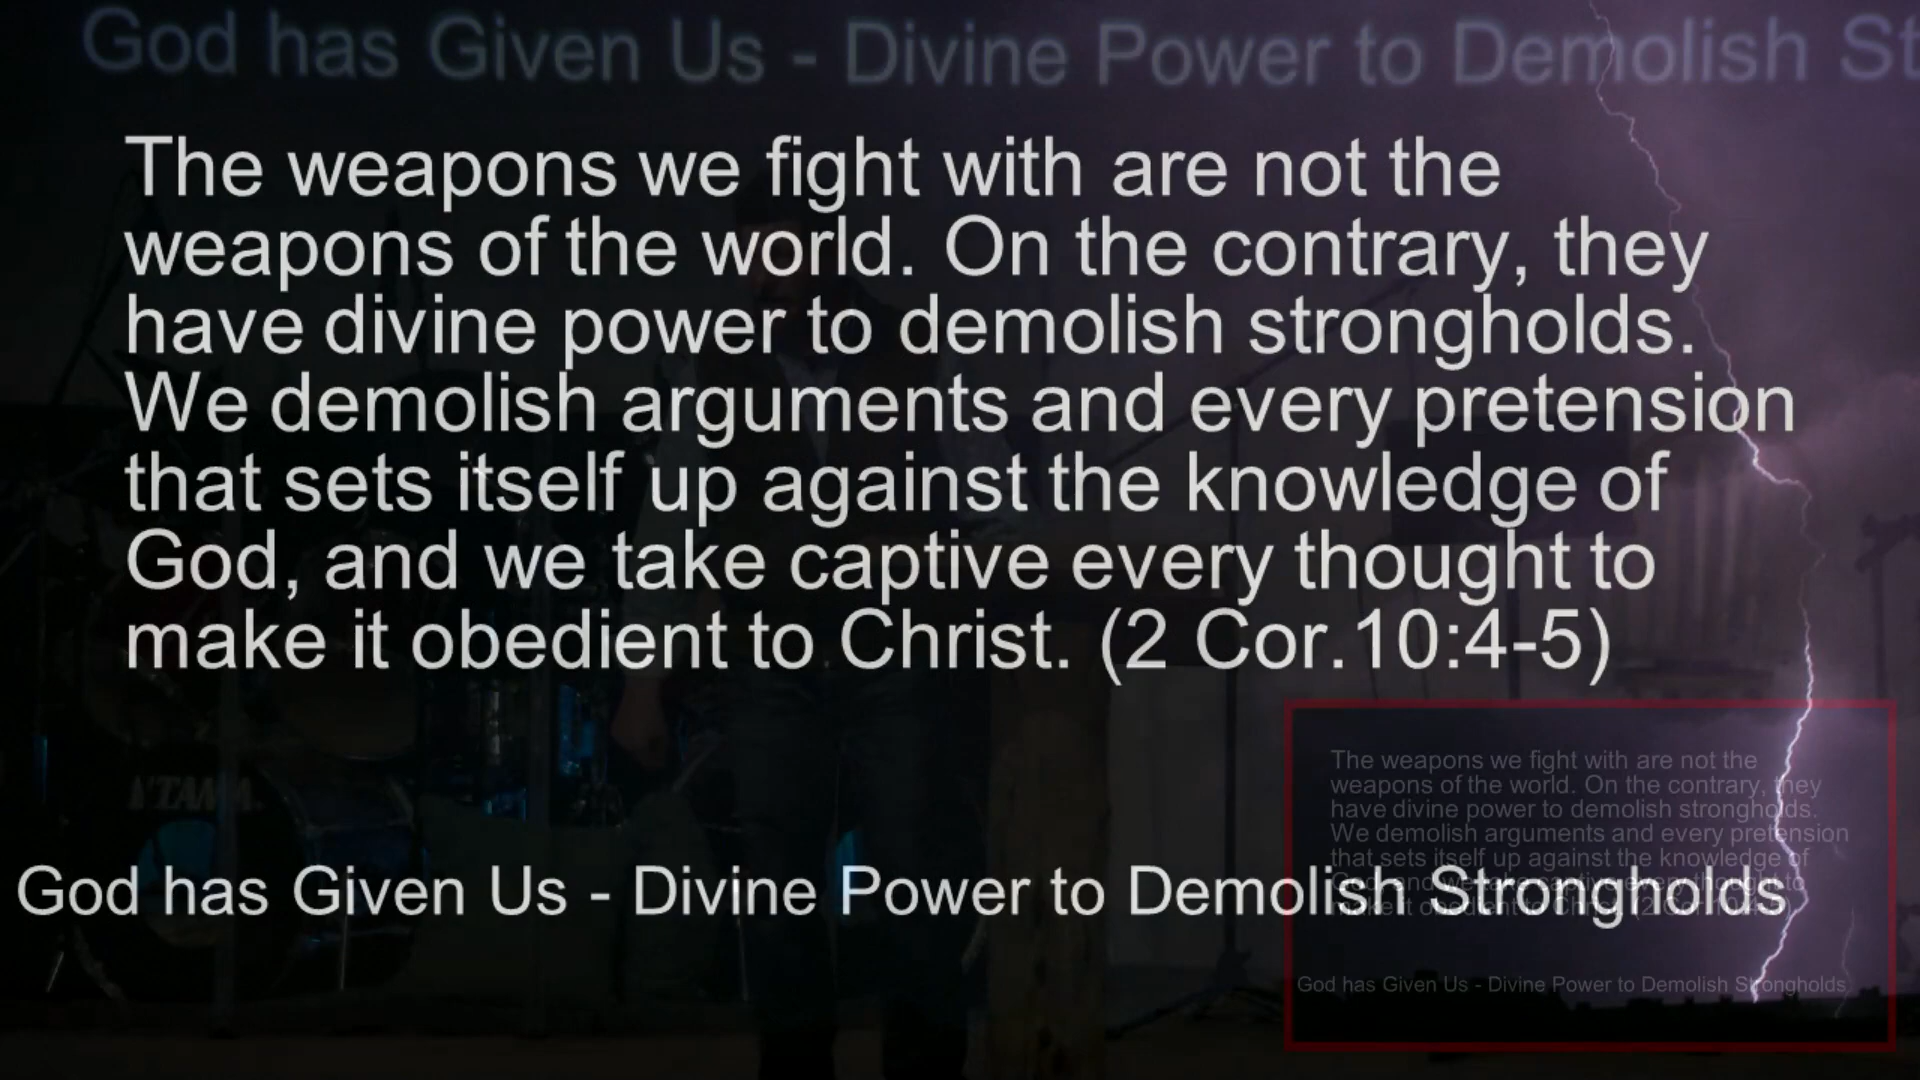 God has Given Us - Divine Power to Demolish St
The weapons we fight with are not the
weapons of the world. On the contrary, they
have divine power to demolish strongholds.
We demolish arguments and every pretension
that sets itself up against the knowledge of
God, and we take captive every thought to
make it obedient to Christ. (2 Cor.10:4-5)
TAMA
God has Given Us - Divine Power to Demolish Strongholds
The weapons we fight with are not the
weapons of the world. On the contrary, they
have divine power to demolish strongholds.
We demolish arguments and every pretension
that sets itself up against the knowledge of
God has Given Us - Divine Power to Demolish Strongholds